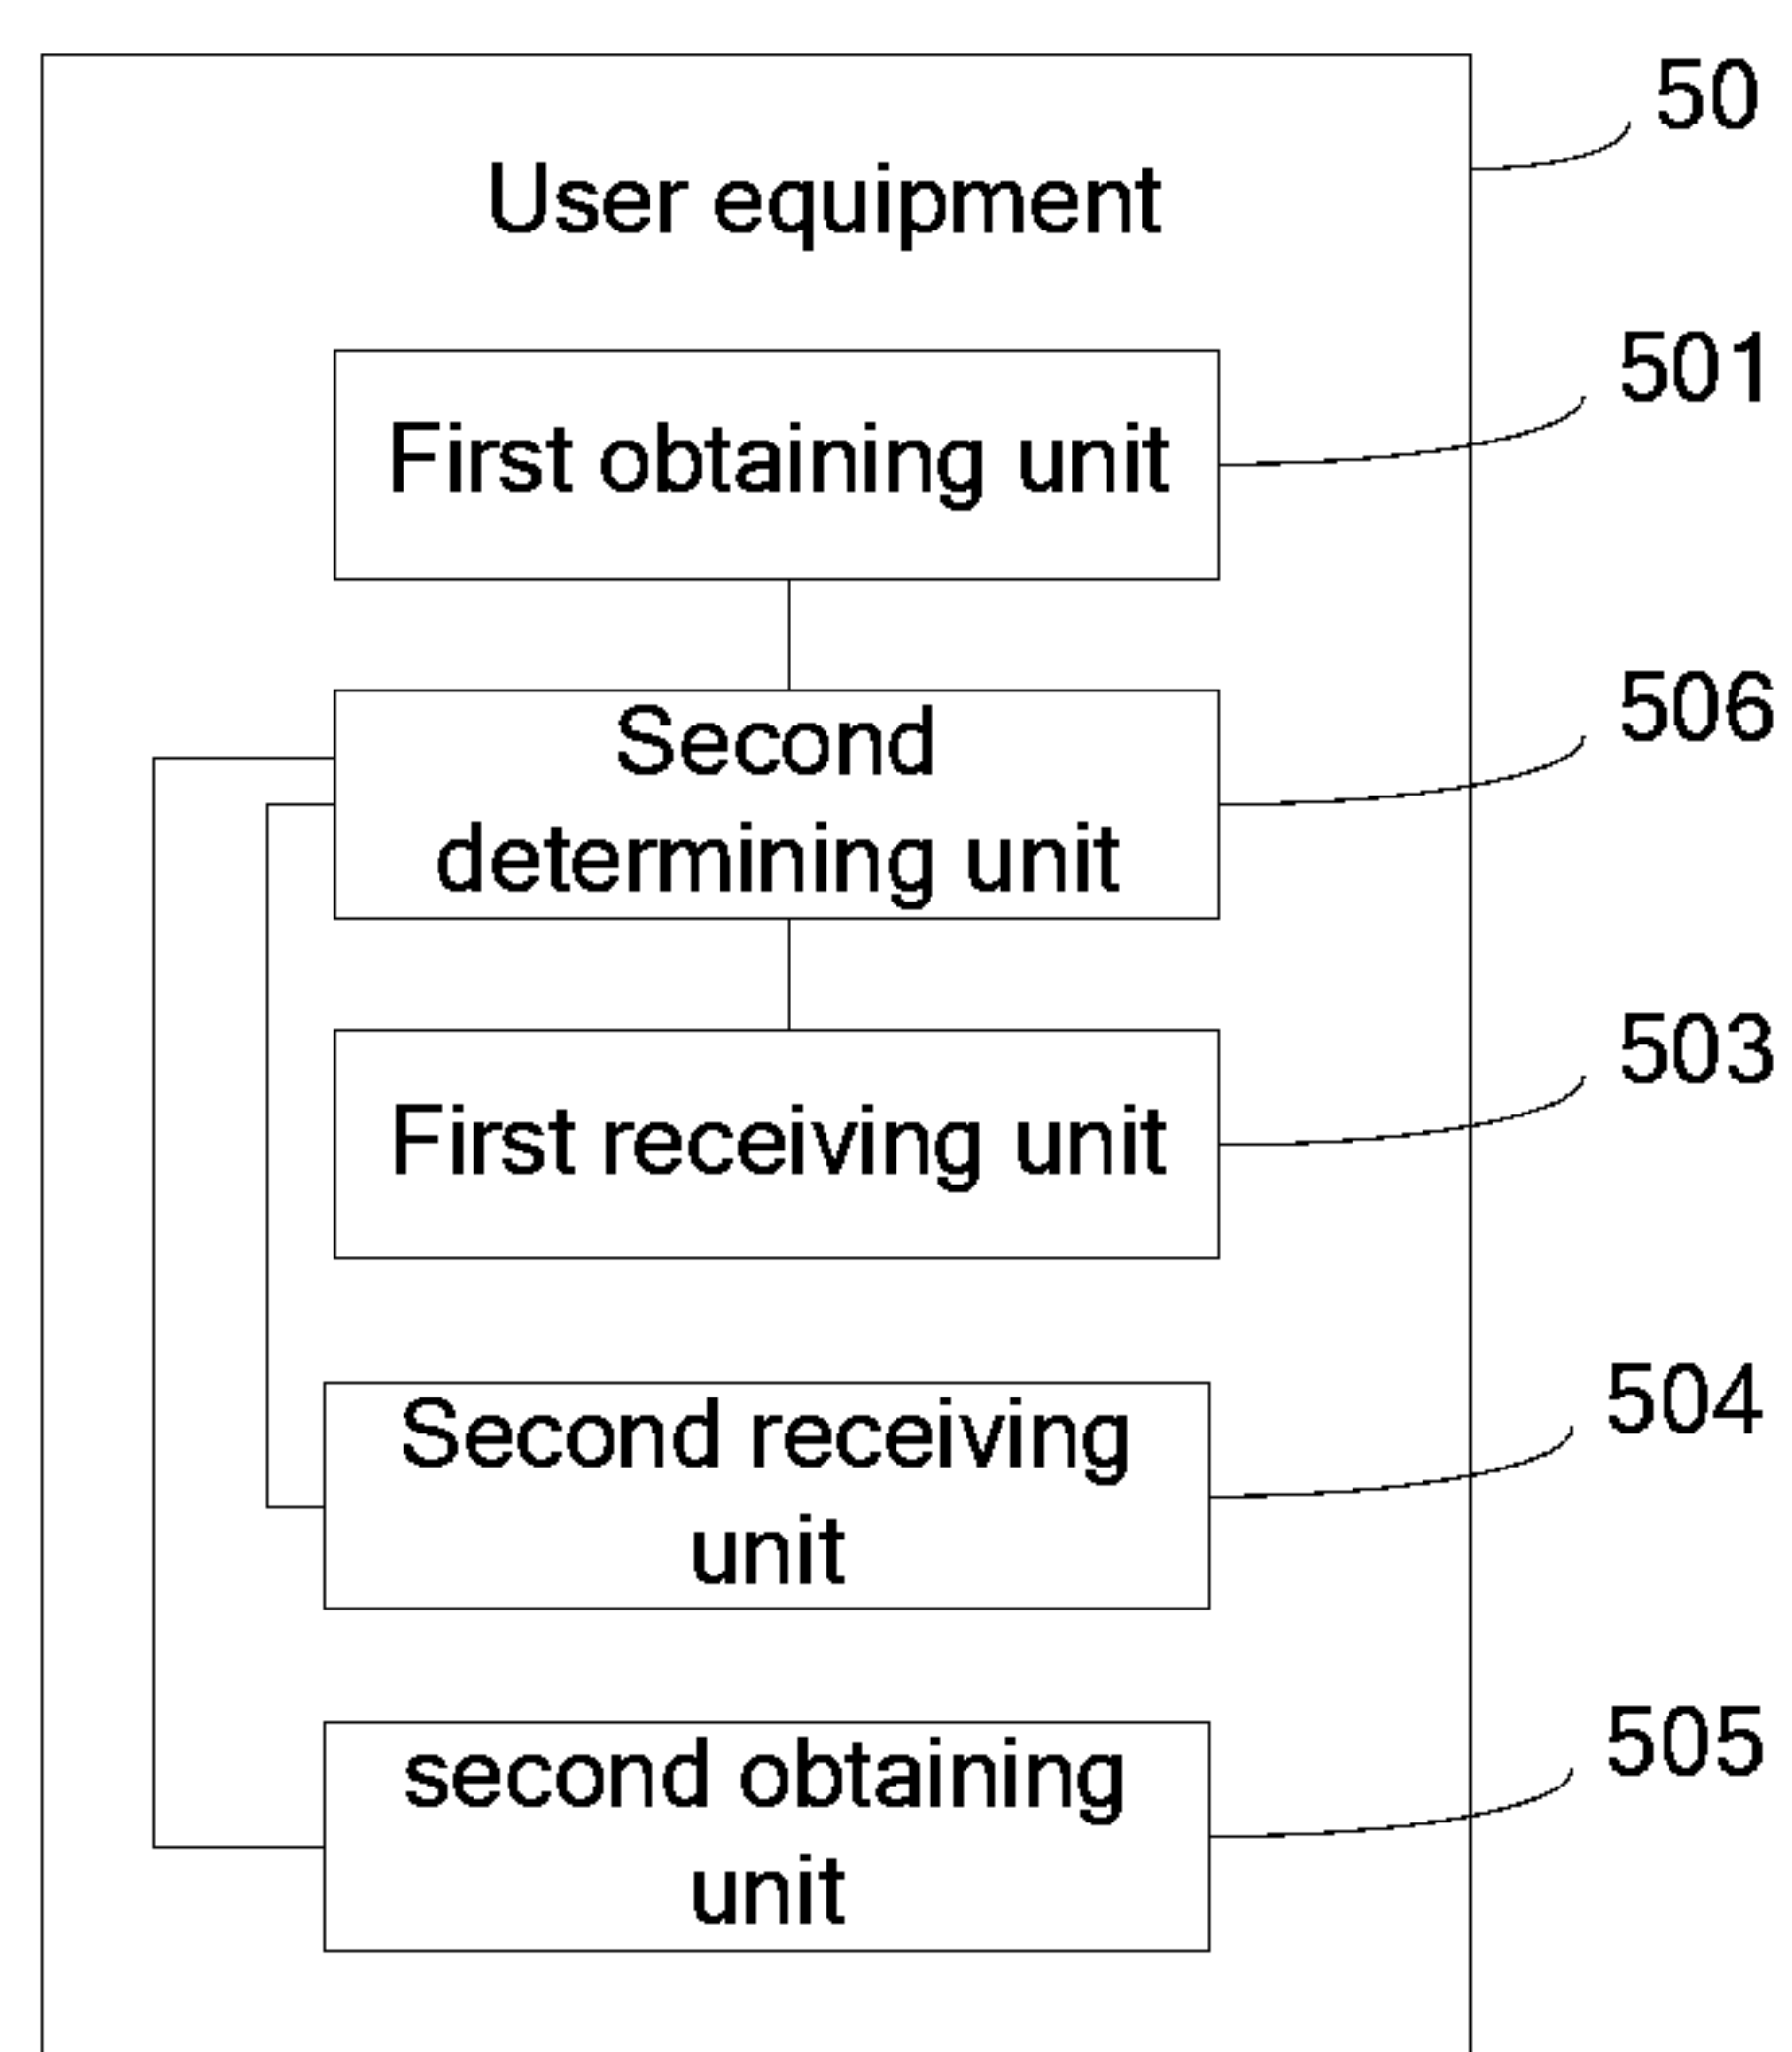 50
User equipment
501
First obtaining unit
506
Second
determining unit
503
First receiving unit
504
Second receiving
unit
505
second obtaining
unit